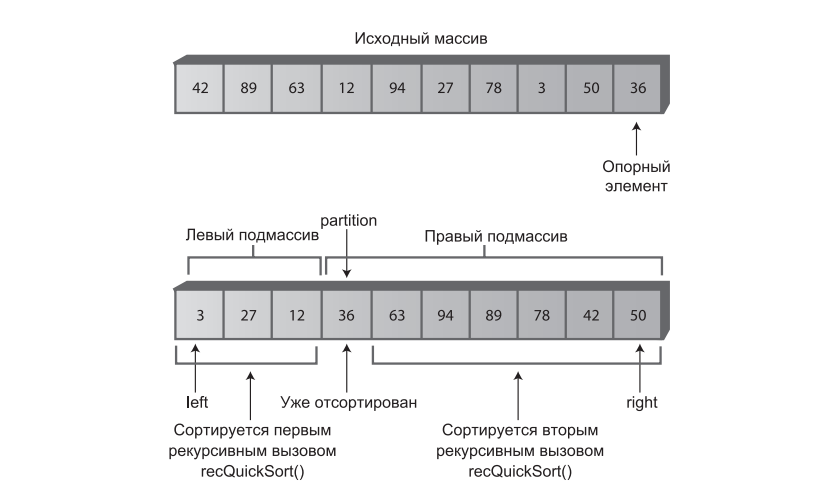 Исходный массив
42 89 63 12 94 27 78 3 50 36
Опорный
элемент
partition
Левый подмассив
Правый подмассив
3 27 12 36 63 94 89 78 42 50
left
Уже отсортирован
right
Сортируется первым
рекурсивным вызовом
recQuickSort()
Сортируется вторым
рекурсивным вызовом
recQuickSort()